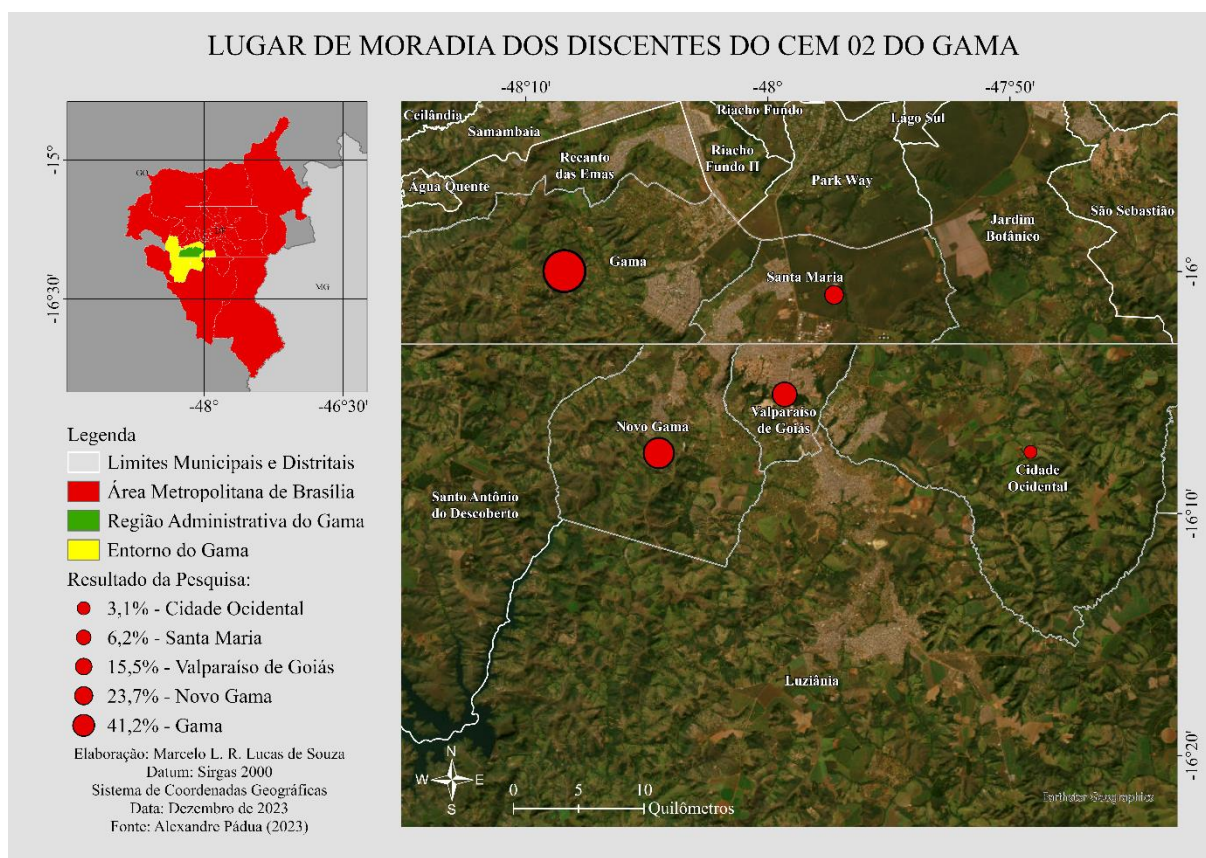 LUGAR DE MORADIA DOS DISCENTES DO CEM 02 DO GAMA
-48°10'
-48°
-47°50'
-15°
-16°30'
GO
DF
MG
-48°
-46°30'
Ceilândia
Samambaia
Riacho Fundo
Lago Sul
Recanto
das Emas
Riacho
Fundo II
Park Way
Água Quente
Jardim
Botânico
São Sebastião
Gama
Santa Maria
-16°
Novo Gama
Valparaíso
de Goiás
Cidade
Ocidental
Santo Antônio
do Descoberto
-16°10'
Luziânia
-16°20'
N
W
E
S
0
5
10
Quilômetros
Earthstar Geographics
Legenda
Limites Municipais e Distritais
Área Metropolitana de Brasília
Região Administrativa do Gama
Entorno do Gama
Resultado da Pesquisa:
3,1% - Cidade Ocidental
6,2% - Santa Maria
15,5% - Valparaíso de Goiás
23,7% - Novo Gama
41,2% - Gama
Elaboração: Marcelo L. R. Lucas de Souza
Datum: Sirgas 2000
Sistema de Coordenadas Geográficas
Data: Dezembro de 2023
Fonte: Alexandre Pádua (2023)